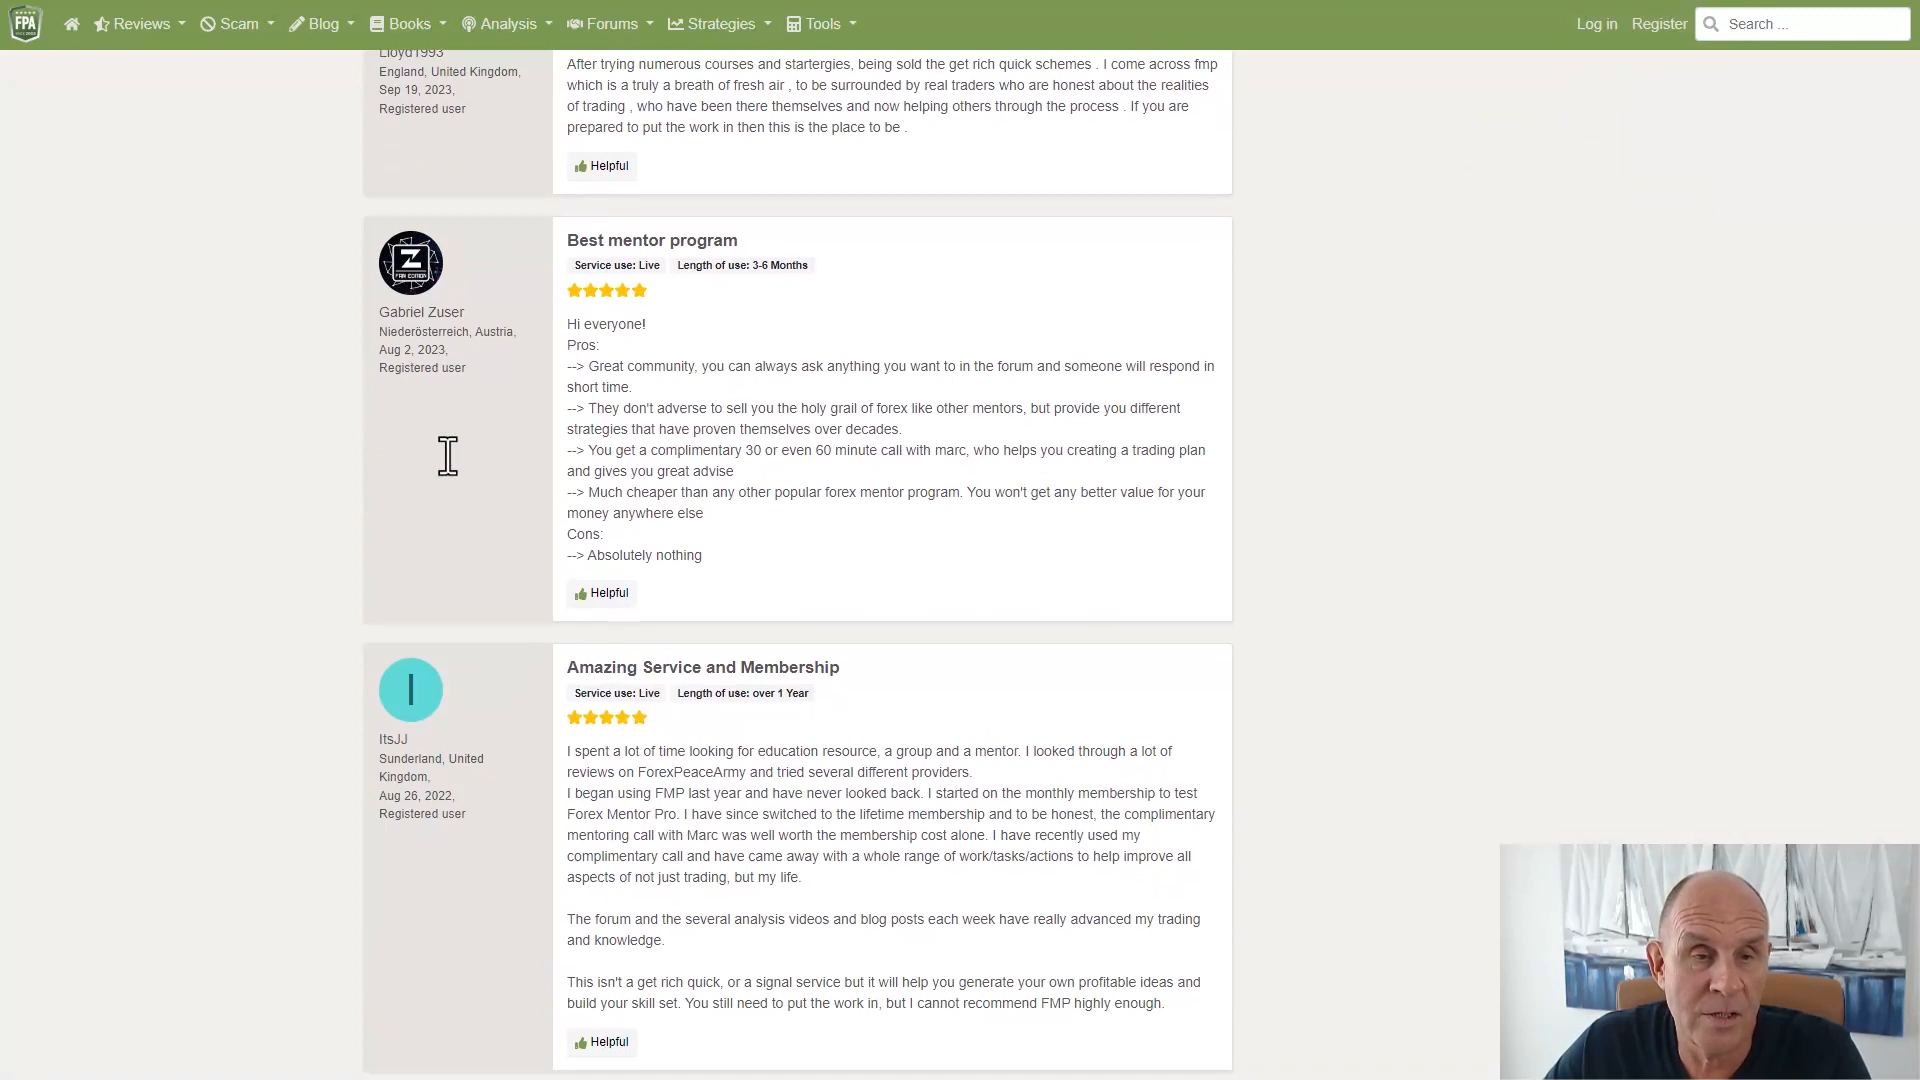 FPA
Reviews
Scam
Blog
Books
Analysis
Forums
Strategies
Tools
Log in
Register
Search ...
Lloyd1993
England, United Kingdom,
Sep 19, 2023,
Registered user
After trying numerous courses and startergies, being sold the get rich quick schemes . I come across fmp
which is a truly a breath of fresh air , to be surrounded by real traders who are honest about the realities
of trading , who have been there themselves and now helping others through the process . If you are
prepared to put the work in then this is the place to be .
Helpful
Z
FAN EDITION
Gabriel Zuser
Niederösterreich, Austria,
Aug 2, 2023,
Registered user
Best mentor program
Service use: Live Length of use: 3-6 Months
Hi everyone!
Pros:
--> Great community, you can always ask anything you want to in the forum and someone will respond in
short time.
--> They don't adverse to sell you the holy grail of forex like other mentors, but provide you different
strategies that have proven themselves over decades.
--> You get a complimentary 30 or even 60 minute call with marc, who helps you creating a trading plan
and gives you great advise
--> Much cheaper than any other popular forex mentor program. You won't get any better value for your
money anywhere else
Cons:
--> Absolutely nothing
Helpful
I
ItsJJ
Sunderland, United
Kingdom,
Aug 26, 2022,
Registered user
Amazing Service and Membership
Service use: Live Length of use: over 1 Year
I spent a lot of time looking for education resource, a group and a mentor. I looked through a lot of
reviews on ForexPeaceArmy and tried several different providers.
I began using FMP last year and have never looked back. I started on the monthly membership to test
Forex Mentor Pro. I have since switched to the lifetime membership and to be honest, the complimentary
mentoring call with Marc was well worth the membership cost alone. I have recently used my
complimentary call and have came away with a whole range of work/tasks/actions to help improve all
aspects of not just trading, but my life.
The forum and the several analysis videos and blog posts each week have really advanced my trading
and knowledge.
This isn't a get rich quick, or a signal service but it will help you generate your own profitable ideas and
build your skill set. You still need to put the work in, but I cannot recommend FMP highly enough.
Helpful